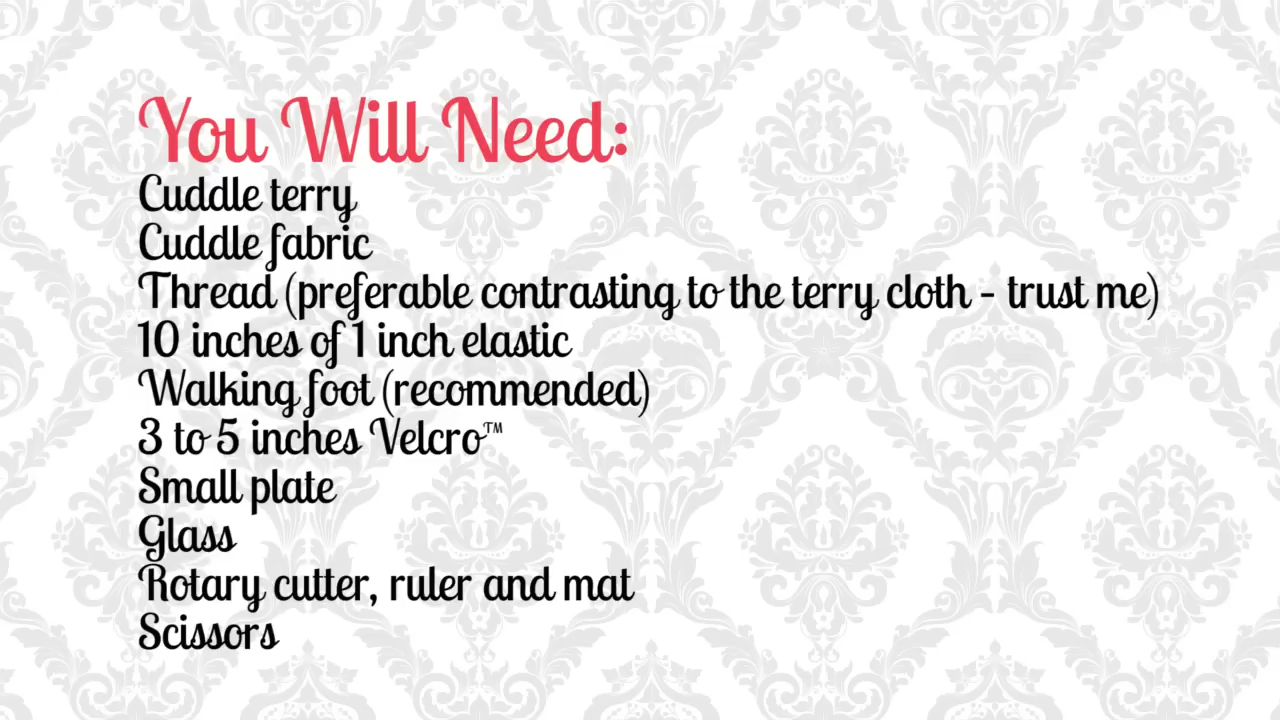 You Will Need:
Cuddle terry
Cuddle fabric
Thread (preferable contrasting to the terry cloth - trust me)
10 inches of 1 inch elastic
Walking foot (recommended)
3 to 5 inches Velcro™
Small plate
Glass
Rotary cutter, ruler and mat
Scissors